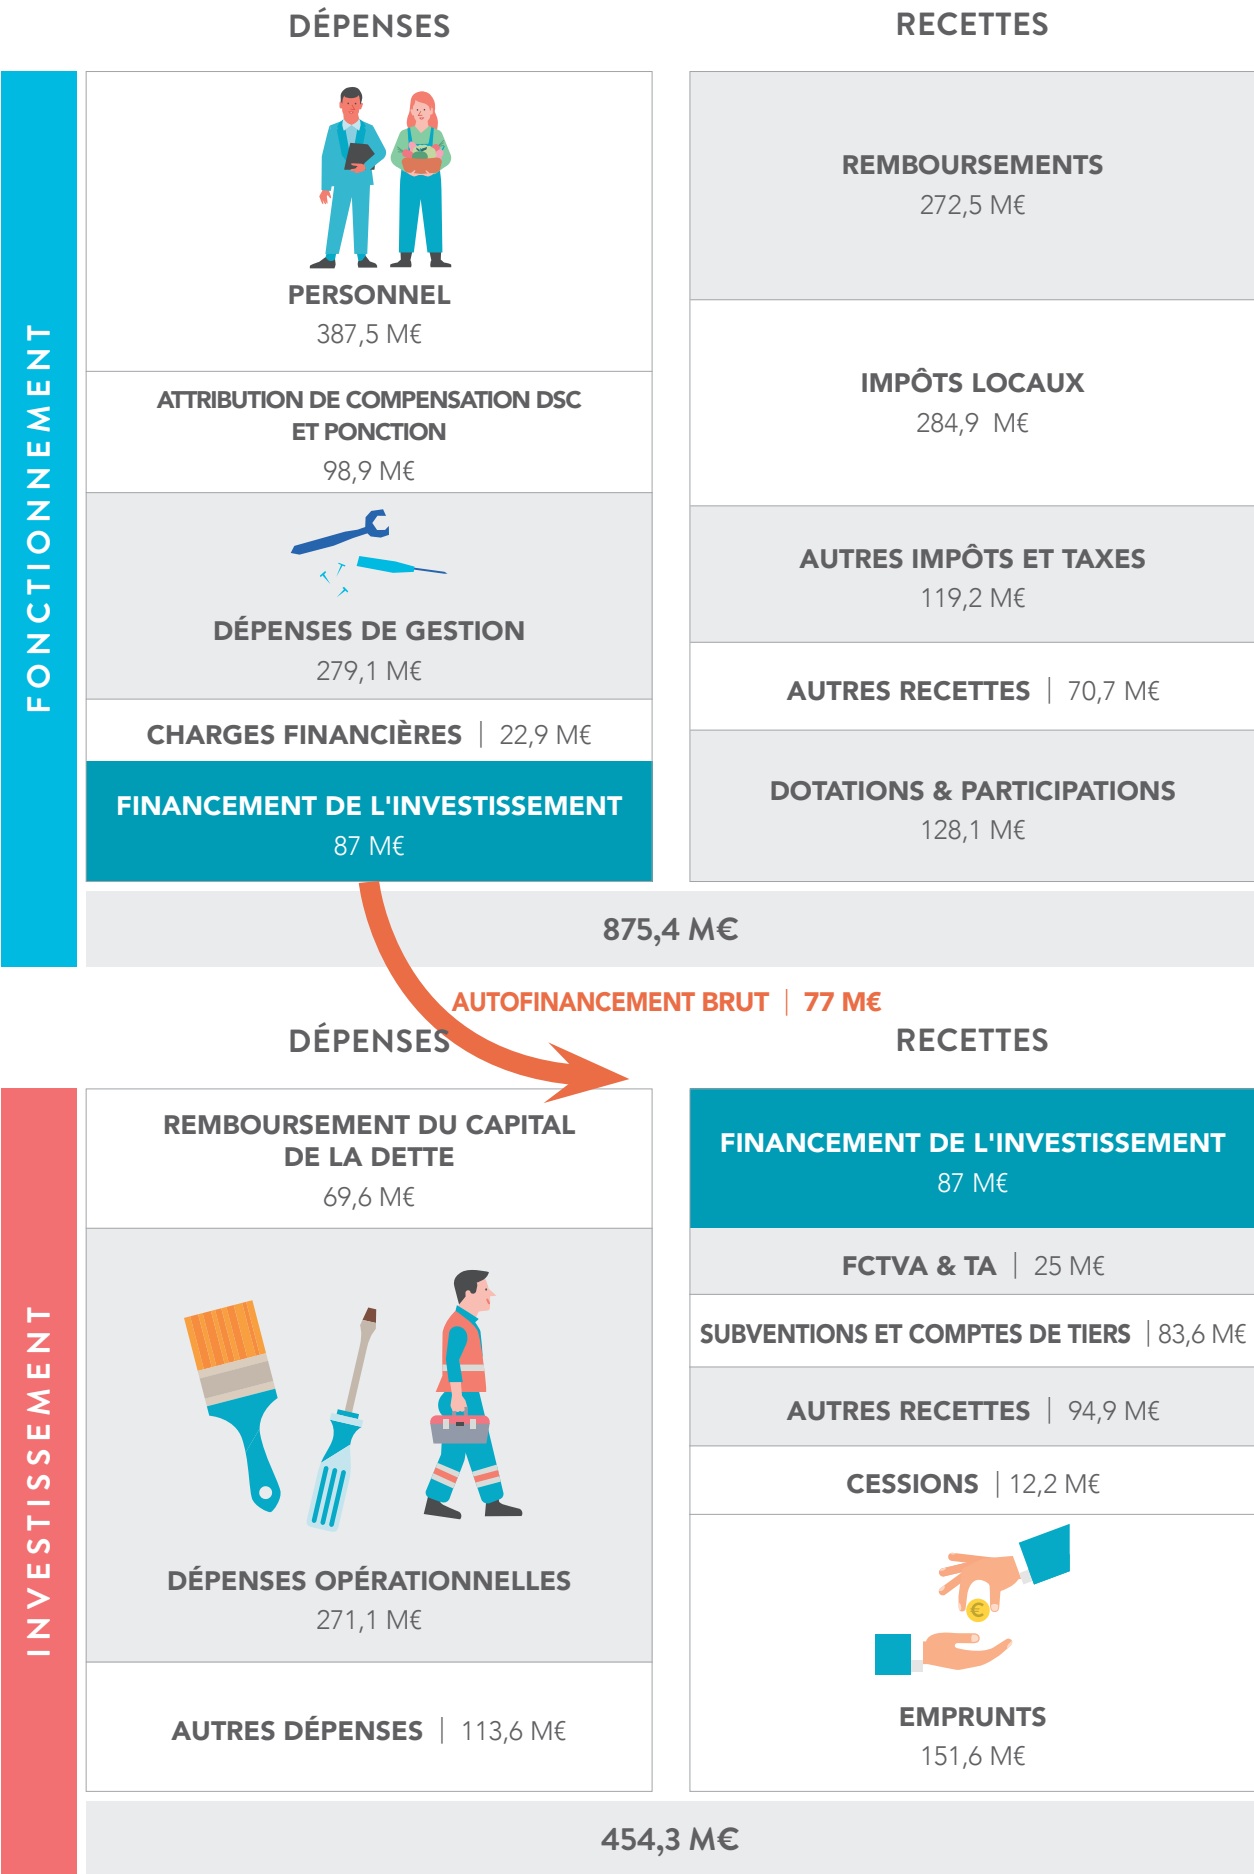 DÉPENSES
RECETTES
FONCTIONNEMENT
PERSONNEL
387,5 M€
ATTRIBUTION DE COMPENSATION DSC
ET PONCTION
98,9 M€
DÉPENSES DE GESTION
279,1 M€
CHARGES FINANCIÈRES | 22,9 M€
FINANCEMENT DE L'INVESTISSEMENT
87 M€
REMBOURSEMENTS
272,5 M€
IMPÔTS LOCAUX
284,9 M€
AUTRES IMPÔTS ET TAXES
119,2 M€
AUTRES RECETTES | 70,7 M€
DOTATIONS & PARTICIPATIONS
128,1 M€
875,4 M€
AUTOFINANCEMENT BRUT | 77 M€
DÉPENSES
RECETTES
INVESTISSEMENT
REMBOURSEMENT DU CAPITAL
DE LA DETTE
69,6 M€
DÉPENSES OPÉRATIONNELLES
271,1 M€
AUTRES DÉPENSES | 113,6 M€
FINANCEMENT DE L'INVESTISSEMENT
87 M€
FCTVA & TA | 25 M€
SUBVENTIONS ET COMPTES DE TIERS | 83,6 M€
AUTRES RECETTES | 94,9 M€
CESSIONS | 12,2 M€
€
EMPRUNTS
151,6 M€
454,3 M€